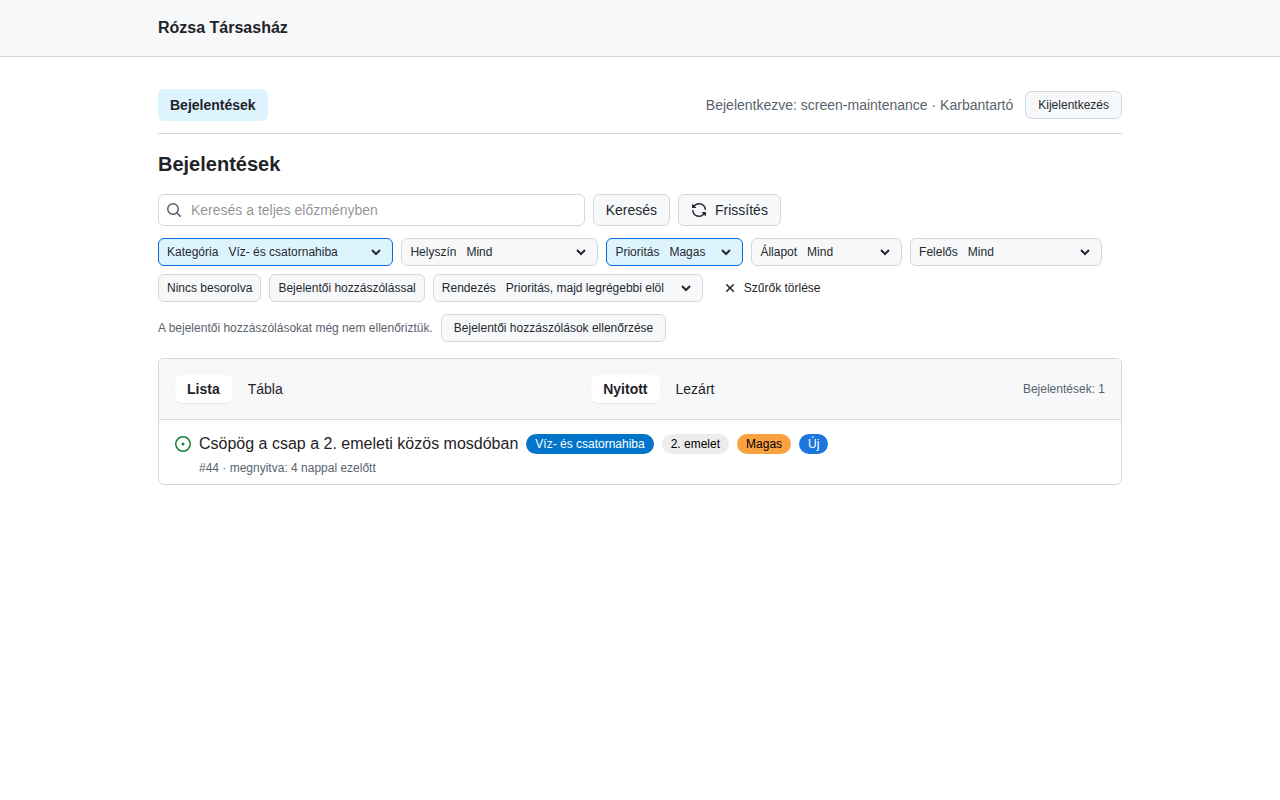 Rózsa Társasház
Bejelentések
Bejelentkezve: screen-maintenance · Karbantartó
Kijelentkezés
Bejelentések
Keresés a teljes előzményben
Keresés
Frissítés
Kategória Víz- és csatornahiba
Helyszín Mind
Prioritás Magas
Állapot Mind
Felelős Mind
Nincs besorolva
Bejelentői hozzászólással
Rendezés Prioritás, majd legrégebbi elöl
Szűrők törlése
A bejelentői hozzászólásokat még nem ellenőriztük.
Bejelentői hozzászólások ellenőrzése
Lista
Tábla
Nyitott
Lezárt
Bejelentések: 1
Csöpög a csap a 2. emeleti közös mosdóban
Víz- és csatornahiba
2. emelet
Magas
Új
#44 · megnyitva: 4 nappal ezelőtt